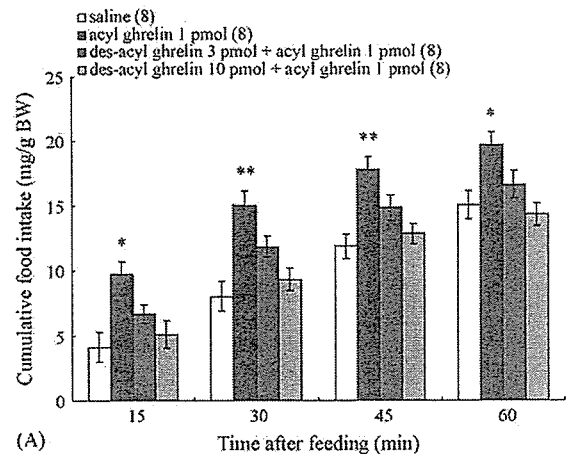 saline (8)
acyl ghrelin 1 pmol (8)
des-acyl ghrelin 3 pmol + acyl ghrelin 1 pmol (8)
des-acyl ghrelin 10 pmol + acyl ghrelin 1 pmol (8)
Cumulative food intake (mg/g BW)
25
20
15
10
5
0
*
**
**
*
15 30 45 60
(A) Time after feeding (min)